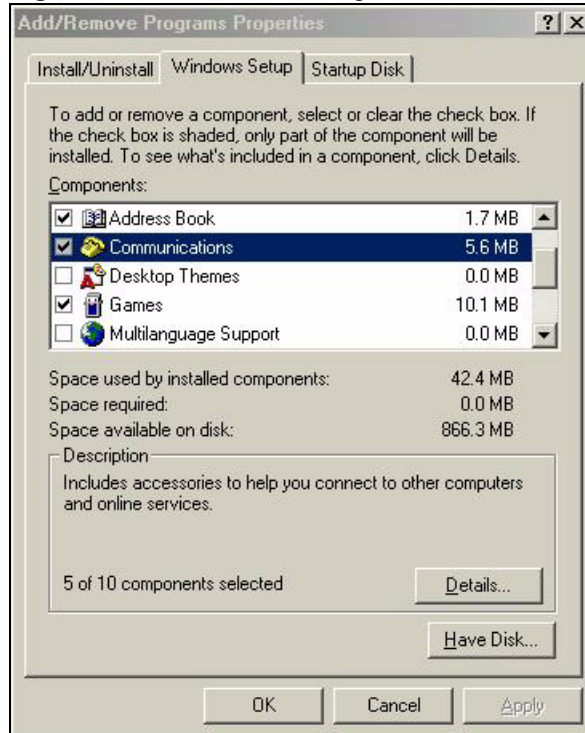 Add/Remove Programs Properties
Install/Uninstall Windows Setup Startup Disk
To add or remove a component, select or clear the check box. If
the check box is shaded, only part of the component will be
installed. To see what's included in a component, click Details.
Components:
Address Book 1.7 MB
Communications 5.6 MB
Desktop Themes 0.0 MB
Games 10.1 MB
Multilanguage Support 0.0 MB
Space used by installed components: 42.4 MB
Space required: 0.0 MB
Space available on disk: 866.3 MB
Description
Includes accessories to help you connect to other computers
and online services.
5 of 10 components selected Details...
Have Disk...
OK Cancel Apply